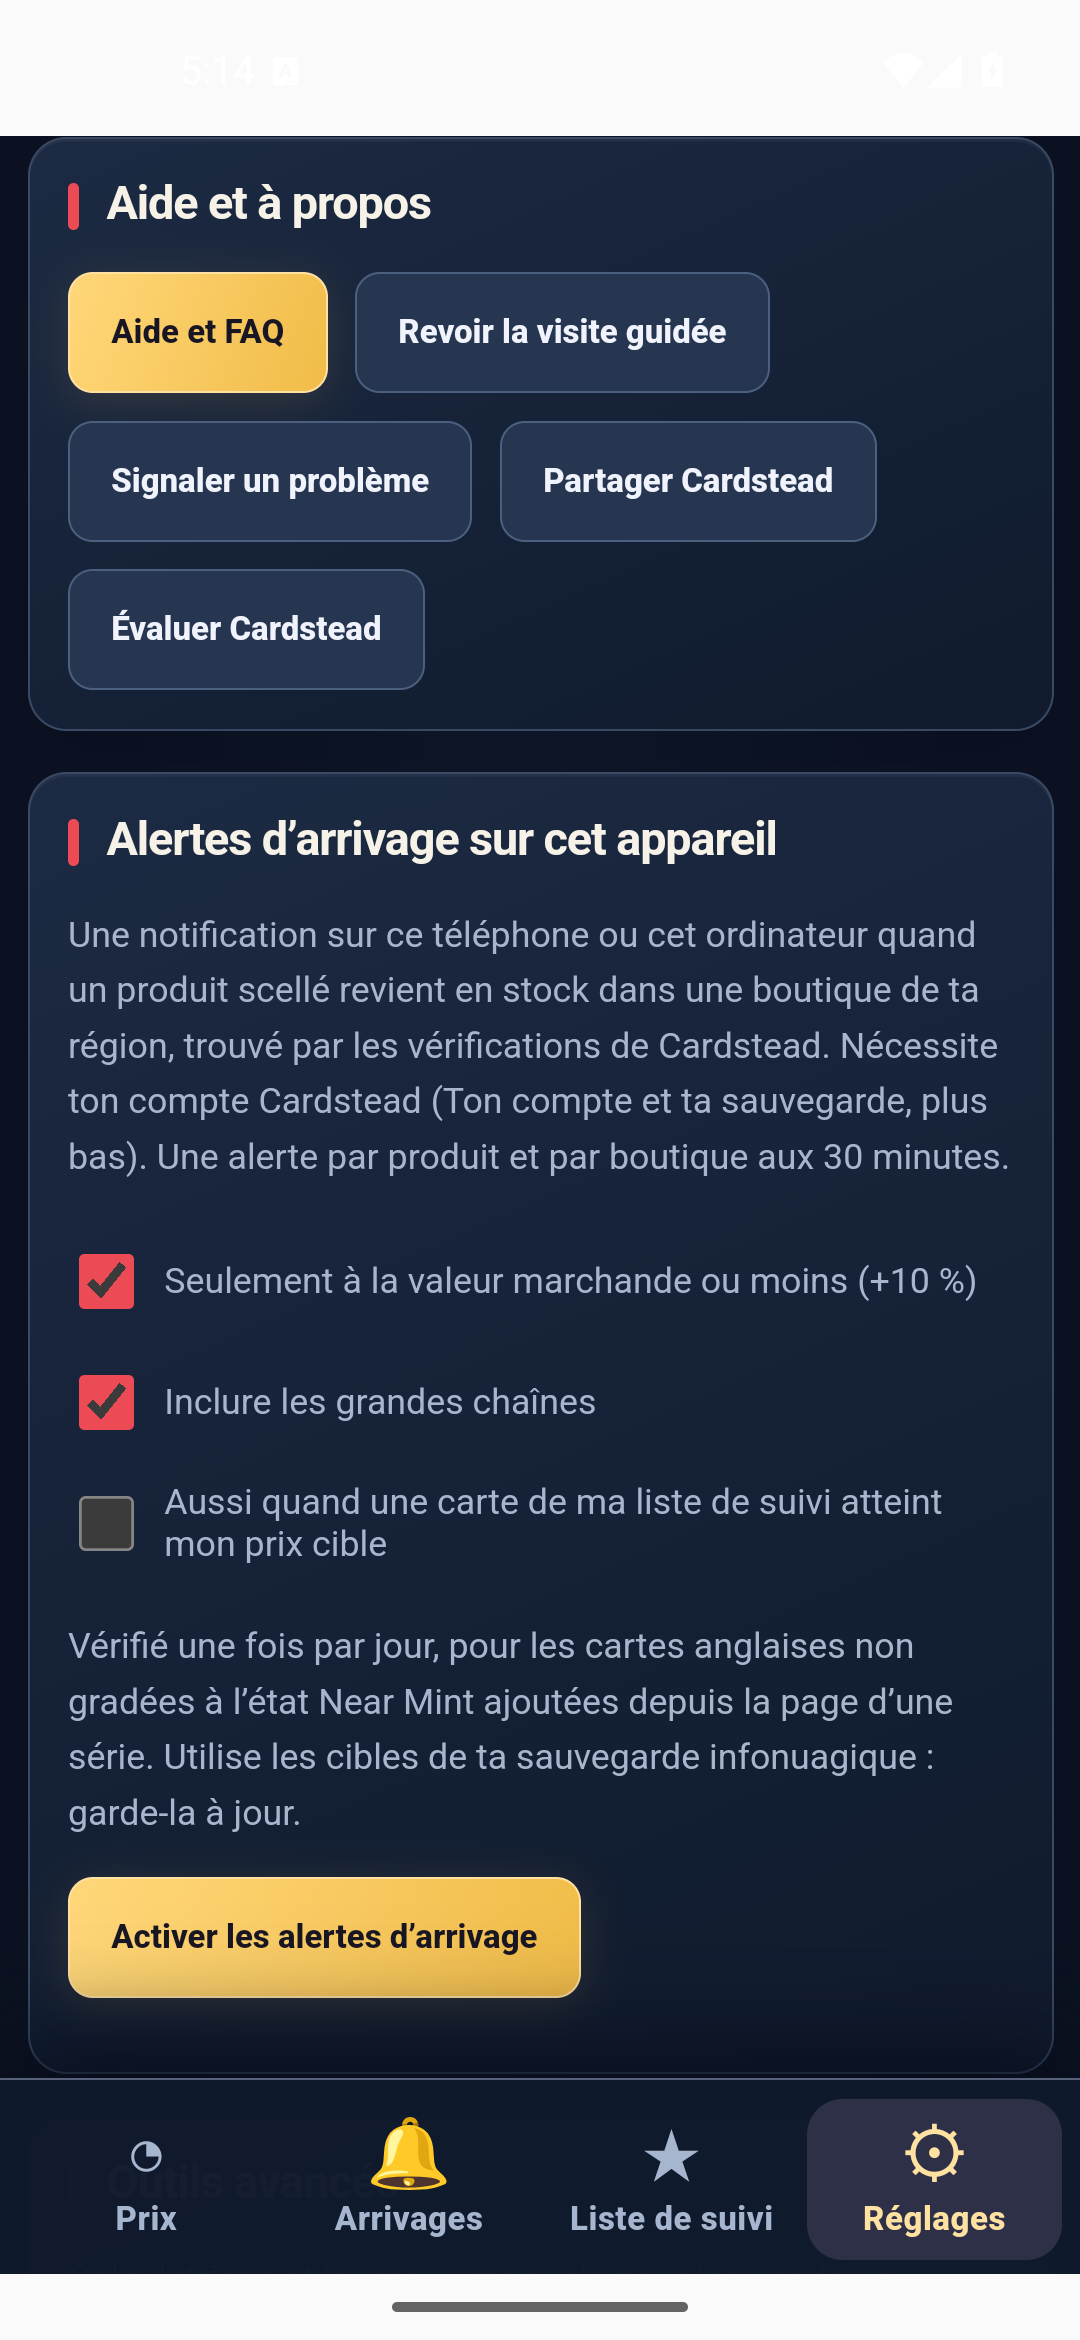 5:14
Aide et à propos
Aide et FAQ
Revoir la visite guidée
Signaler un problème
Partager Cardstead
Évaluer Cardstead
Alertes d’arrivage sur cet appareil
Une notification sur ce téléphone ou cet ordinateur quand
un produit scellé revient en stock dans une boutique de ta
région, trouvé par les vérifications de Cardstead. Nécessite
ton compte Cardstead (Ton compte et ta sauvegarde, plus
bas). Une alerte par produit et par boutique aux 30 minutes.
Seulement à la valeur marchande ou moins (+10 %)
Inclure les grandes chaînes
Aussi quand une carte de ma liste de suivi atteint
mon prix cible
Vérifié une fois par jour, pour les cartes anglaises non
gradées à l’état Near Mint ajoutées depuis la page d’une
série. Utilise les cibles de ta sauvegarde infonuagique :
garde-la à jour.
Activer les alertes d’arrivage
Outils avancé
Prix
Arrivages
Liste de suivi
Réglages